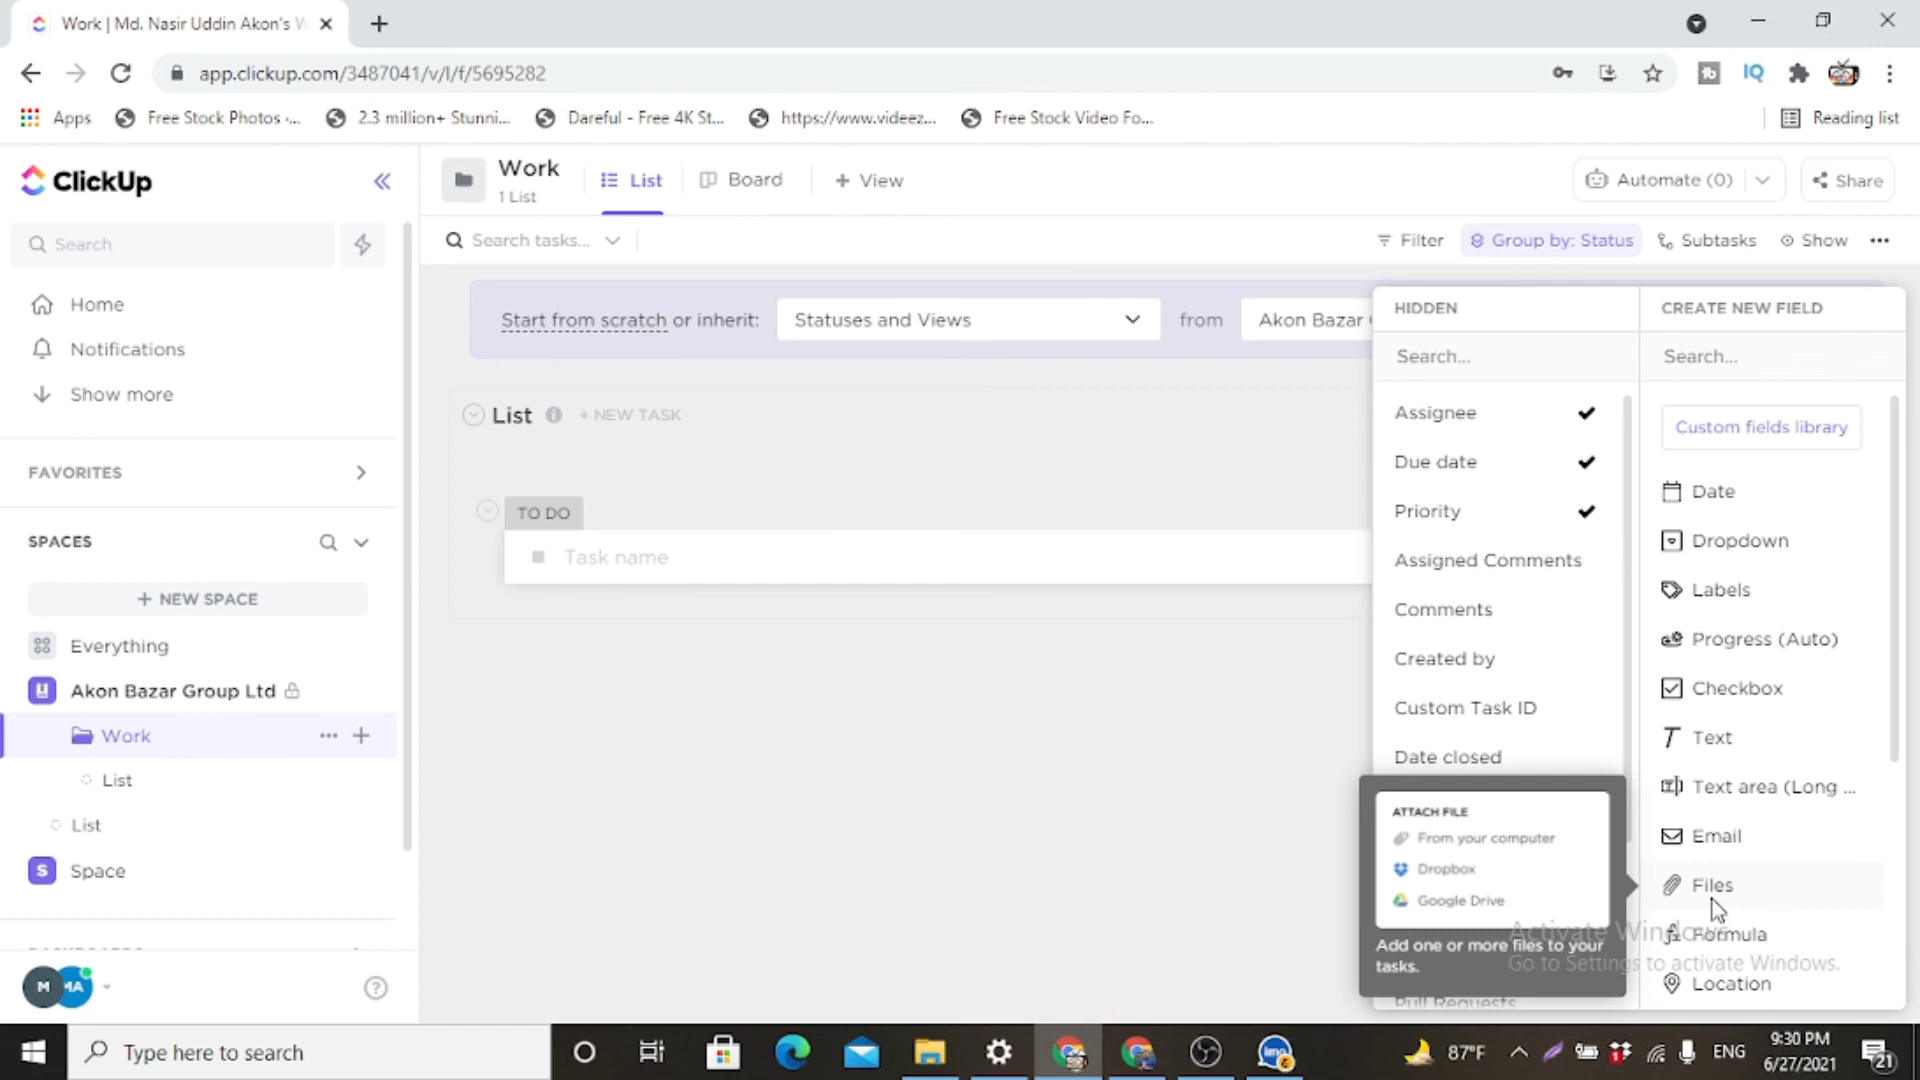 Work | Md. Nasir Uddin Akon's W
app.clickup.com/3487041/v/l/f/5695282
IQ
Apps
Free Stock Photos -...
2.3 million+ Stunni...
Dareful - Free 4K St...
https://www.videez...
Free Stock Video Fo...
Reading list
ClickUp
Search
Home
Notifications
Show more
FAVORITES
SPACES
+ NEW SPACE
Everything
Akon Bazar Group Ltd
Work
List
List
S Space
M MA
Work
1 List
List
Board
+ View
Automate (0)
Share
Search tasks...
Filter
Group by: Status
Subtasks
Show
Start from scratch or inherit:
Statuses and Views
from
Akon Bazar
List
+ NEW TASK
TO DO
Task name
HIDDEN
Search...
Assignee
Due date
Priority
Assigned Comments
Comments
Created by
Custom Task ID
Date closed
Pull Requests
ATTACH FILE
From your computer
Dropbox
Google Drive
Add one or more files to your
tasks.
CREATE NEW FIELD
Search...
Custom fields library
Date
Dropdown
Labels
Progress (Auto)
Checkbox
Text
Text area (Long ...
Email
Files
Formula
Location
Activate Windows
Go to Settings to activate Windows.
Type here to search
87°F
ENG
9:30 PM
6/27/2021
21